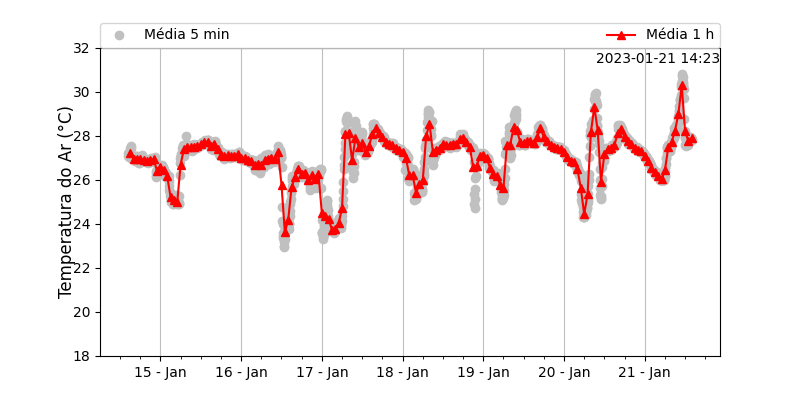 Média 5 min
Média 1 h
2023-01-21 14:23
Temperatura do Ar (°C)
32
30
28
26
24
22
20
18
15 - Jan
16 - Jan
17 - Jan
18 - Jan
19 - Jan
20 - Jan
21 - Jan